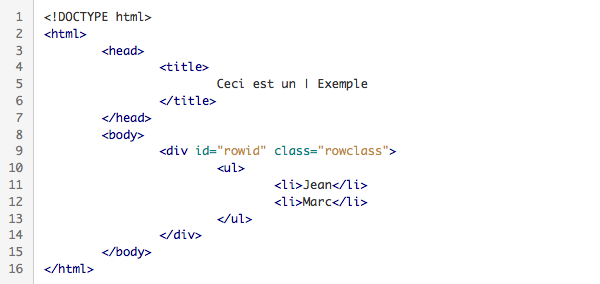 1 <!DOCTYPE html>
2 <html>
3 <head>
4 <title>
5 Ceci est un | Exemple
6 </title>
7 </head>
8 <body>
9 <div id="rowid" class="rowclass">
10 <ul>
11 <li>Jean</li>
12 <li>Marc</li>
13 </ul>
14 </div>
15 </body>
16 </html>